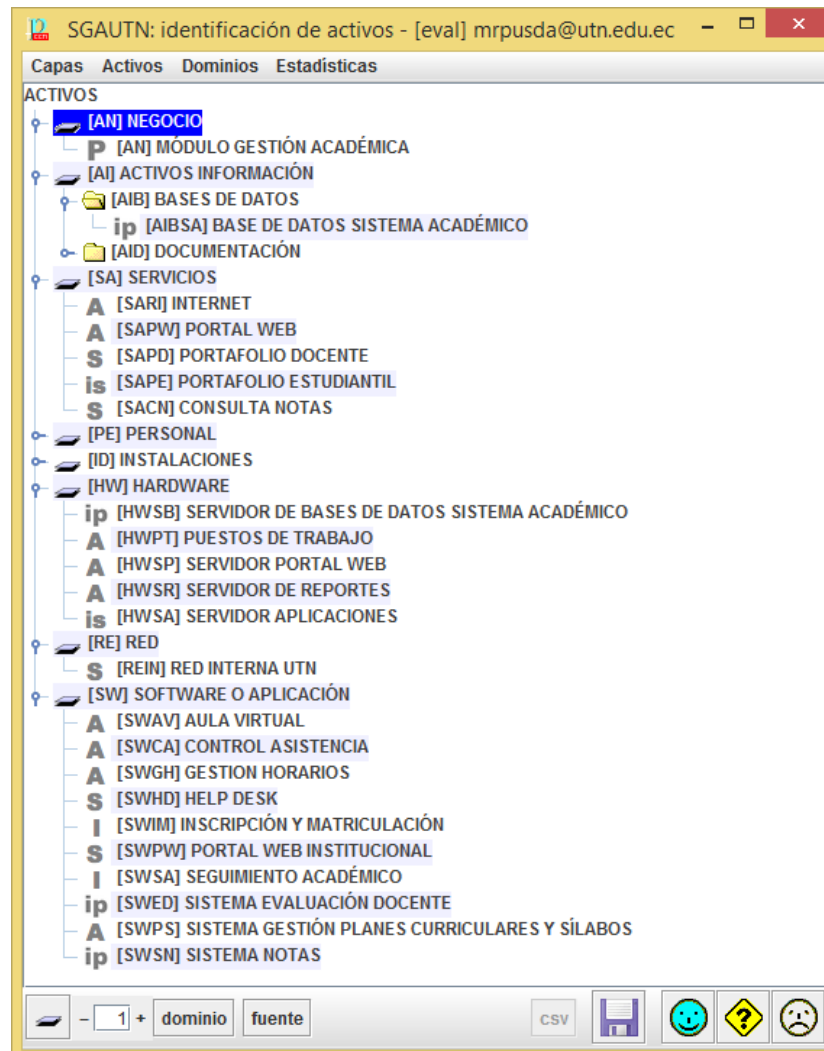 SGAUTN: identificación de activos - [eval] mrpusda@utn.edu.ec
Capas Activos Dominios Estadísticas
ACTIVOS
[AN] NEGOCIO
P [AN] MÓDULO GESTIÓN ACADÉMICA
[AI] ACTIVOS INFORMACIÓN
[AIB] BASES DE DATOS
ip [AIBSA] BASE DE DATOS SISTEMA ACADÉMICO
[AID] DOCUMENTACIÓN
[SA] SERVICIOS
A [SARI] INTERNET
A [SAPW] PORTAL WEB
S [SAPD] PORTAFOLIO DOCENTE
is [SAPE] PORTAFOLIO ESTUDIANTIL
S [SACN] CONSULTA NOTAS
[PE] PERSONAL
[ID] INSTALACIONES
[HW] HARDWARE
ip [HWSB] SERVIDOR DE BASES DE DATOS SISTEMA ACADÉMICO
A [HWPT] PUESTOS DE TRABAJO
A [HWSP] SERVIDOR PORTAL WEB
A [HWSR] SERVIDOR DE REPORTES
is [HWSA] SERVIDOR APLICACIONES
[RE] RED
S [REIN] RED INTERNA UTN
[SW] SOFTWARE O APLICACIÓN
A [SWAV] AULA VIRTUAL
A [SWCA] CONTROL ASISTENCIA
A [SWGH] GESTION HORARIOS
S [SWHD] HELP DESK
I [SWIM] INSCRIPCIÓN Y MATRICULACIÓN
S [SWPW] PORTAL WEB INSTITUCIONAL
I [SWSA] SEGUIMIENTO ACADÉMICO
ip [SWED] SISTEMA EVALUACIÓN DOCENTE
A [SWPS] SISTEMA GESTIÓN PLANES CURRICULARES Y SÍLABOS
ip [SWSN] SISTEMA NOTAS
- 1 + dominio fuente csv ?